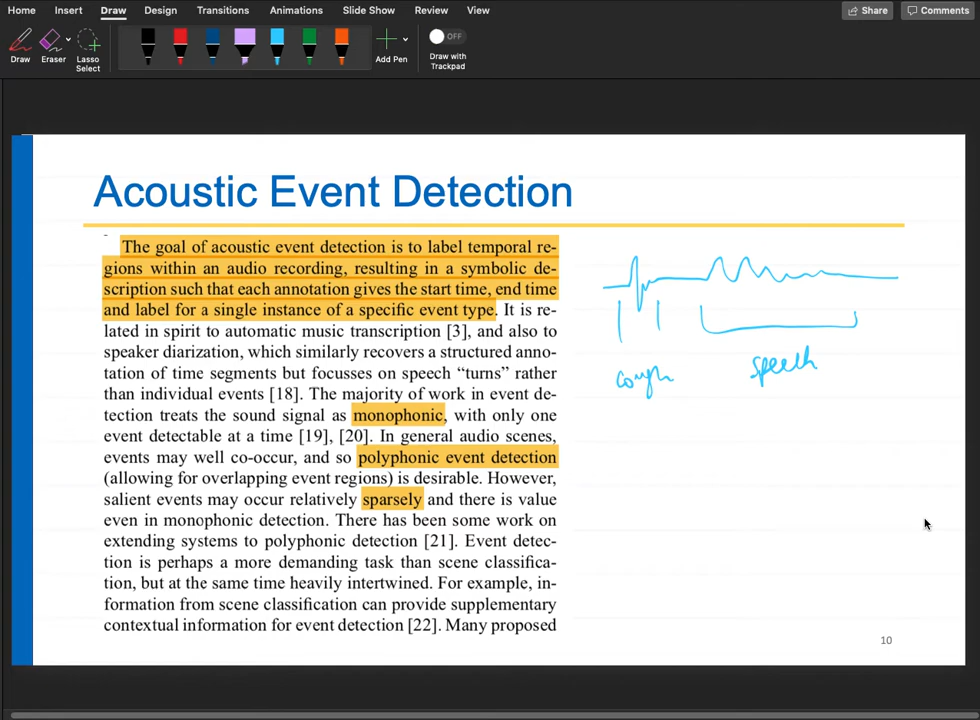 Home Insert Draw Design Transitions Animations Slide Show Review View Share Comments
OFF
Draw Eraser Lasso Select Add Pen Draw with Trackpad
Acoustic Event Detection
The goal of acoustic event detection is to label temporal re-
gions within an audio recording, resulting in a symbolic de-
scription such that each annotation gives the start time, end time
and label for a single instance of a specific event type. It is re-
lated in spirit to automatic music transcription [3], and also to
speaker diarization, which similarly recovers a structured anno-
tation of time segments but focusses on speech “turns” rather
than individual events [18]. The majority of work in event de-
tection treats the sound signal as monophonic, with only one
event detectable at a time [19], [20]. In general audio scenes,
events may well co-occur, and so polyphonic event detection
(allowing for overlapping event regions) is desirable. However,
salient events may occur relatively sparsely and there is value
even in monophonic detection. There has been some work on
extending systems to polyphonic detection [21]. Event detec-
tion is perhaps a more demanding task than scene classifica-
tion, but at the same time heavily intertwined. For example, in-
formation from scene classification can provide supplementary
contextual information for event detection [22]. Many proposed
cough
speech
10